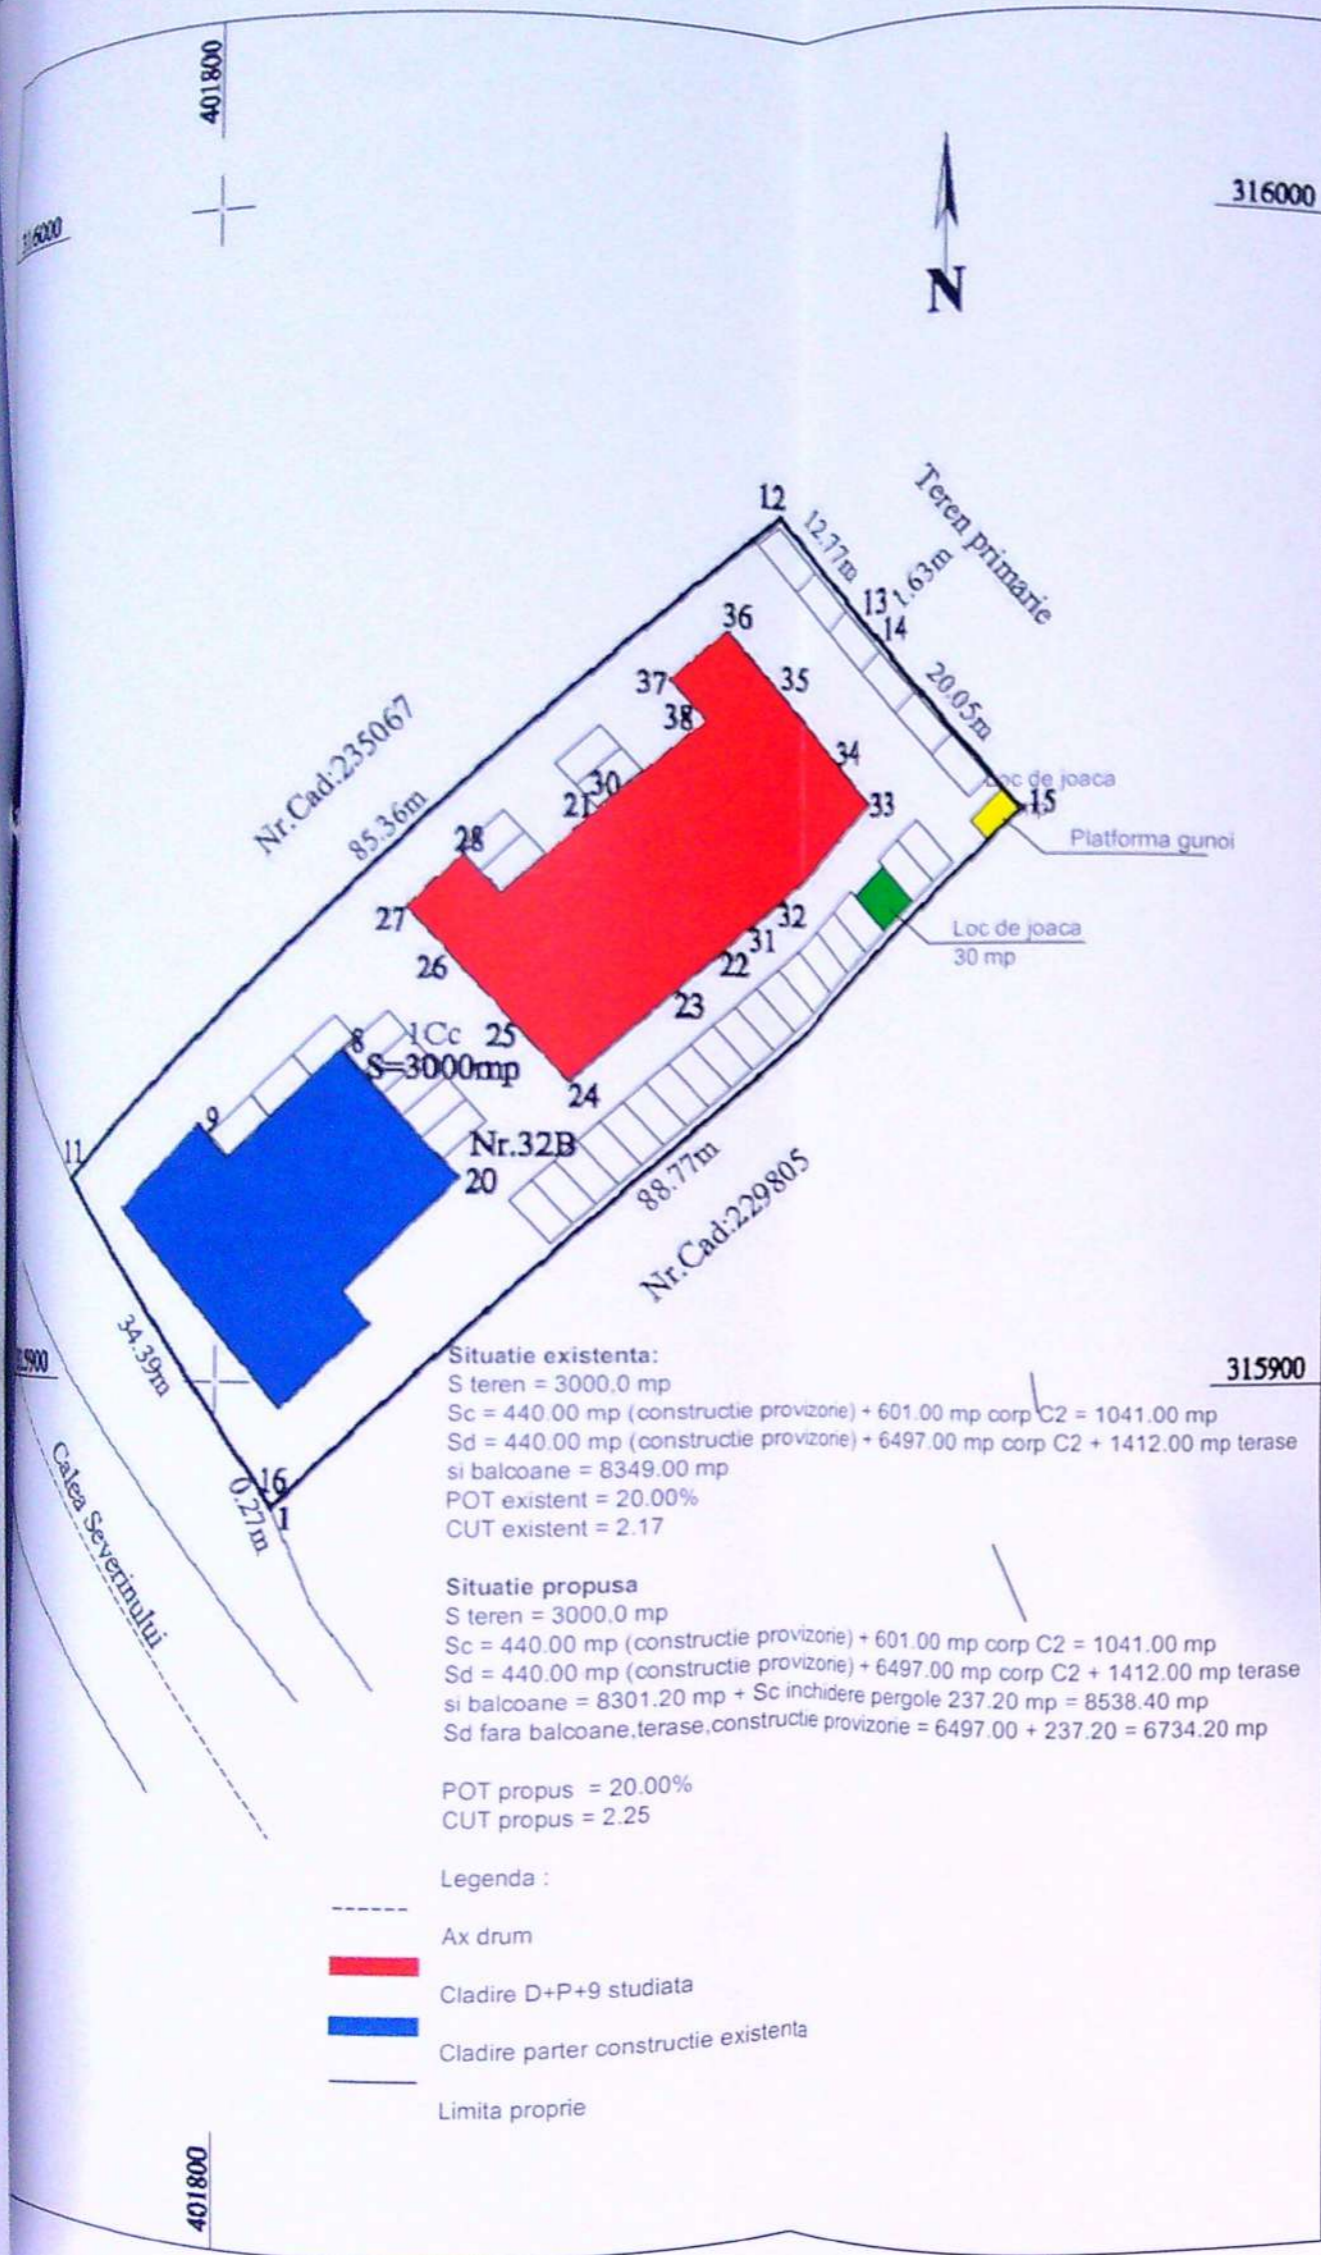 401800
316000
316000
N
Teren primarie
12
12.77m
13
1.63m
14
36
35
37
38
20.05m
34
33
Nr.Cad:235067
85.36m
30
21
28
Loc de joaca
15
Platforma gunoi
27
26
32
31
22
23
Loc de joaca
30 mp
8
1Cc
25
S=3000mp
24
9
11
Nr.32B
20
88.77m
Nr.Cad:229805
34.39m
315900
Calea Severinului
16
0.27m
1
Situatie existenta:
S teren = 3000.0 mp
Sc = 440.00 mp (constructie provizorie) + 601.00 mp corp C2 = 1041.00 mp
Sd = 440.00 mp (constructie provizorie) + 6497.00 mp corp C2 + 1412.00 mp terase
si balcoane = 8349.00 mp
POT existent = 20.00%
CUT existent = 2.17
Situatie propusa
S teren = 3000.0 mp
Sc = 440.00 mp (constructie provizorie) + 601.00 mp corp C2 = 1041.00 mp
Sd = 440.00 mp (constructie provizorie) + 6497.00 mp corp C2 + 1412.00 mp terase
si balcoane = 8301.20 mp + Sc inchidere pergole 237.20 mp = 8538.40 mp
Sd fara balcoane,terase,constructie provizorie = 6497.00 + 237.20 = 6734.20 mp
POT propus = 20.00%
CUT propus = 2.25
Legenda :
Ax drum
Cladire D+P+9 studiata
Cladire parter constructie existenta
Limita proprie
401800